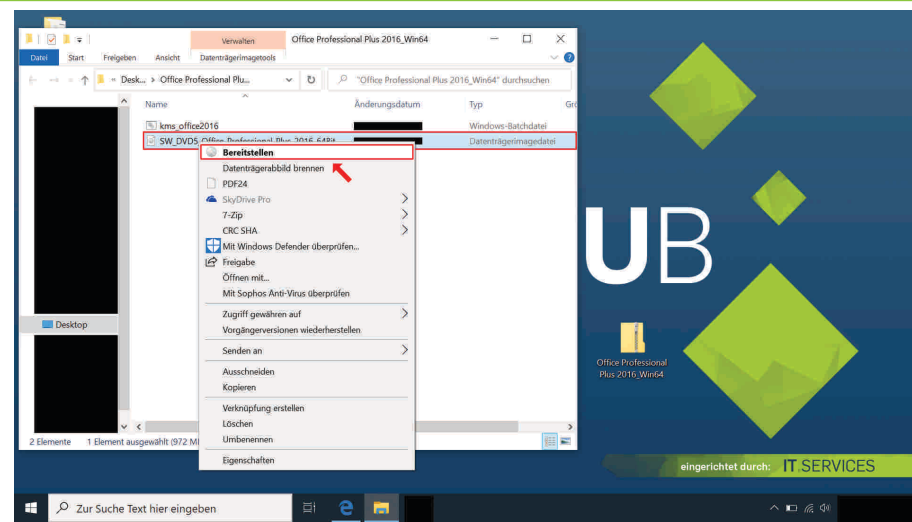 Verwalten
Office Professional Plus 2016_Win64
Datei
Start
Freigeben
Ansicht
Datenträgerimagetools
« Desk... > Office Professional Plu...
"Office Professional Plus 2016_Win64" durchsuchen
Name
Änderungsdatum
Typ
kms_office2016
Windows-Batchdatei
SW_DVD5_Office_Professional_Plus_2016_64Bit
Datenträgerimagedatei
Bereitstellen
Datenträgerabbild brennen
PDF24
SkyDrive Pro
7-Zip
CRC SHA
Mit Windows Defender überprüfen...
Freigabe
Öffnen mit...
Mit Sophos Anti-Virus überprüfen
Zugriff gewähren auf
Vorgängerversionen wiederherstellen
Senden an
Ausschneiden
Kopieren
Verknüpfung erstellen
Löschen
Umbenennen
Eigenschaften
Desktop
2 Elemente
1 Element ausgewählt (972
UB
Office Professional
Plus 2016_Win64
eingerichtet durch: IT.SERVICES
Zur Suche Text hier eingeben